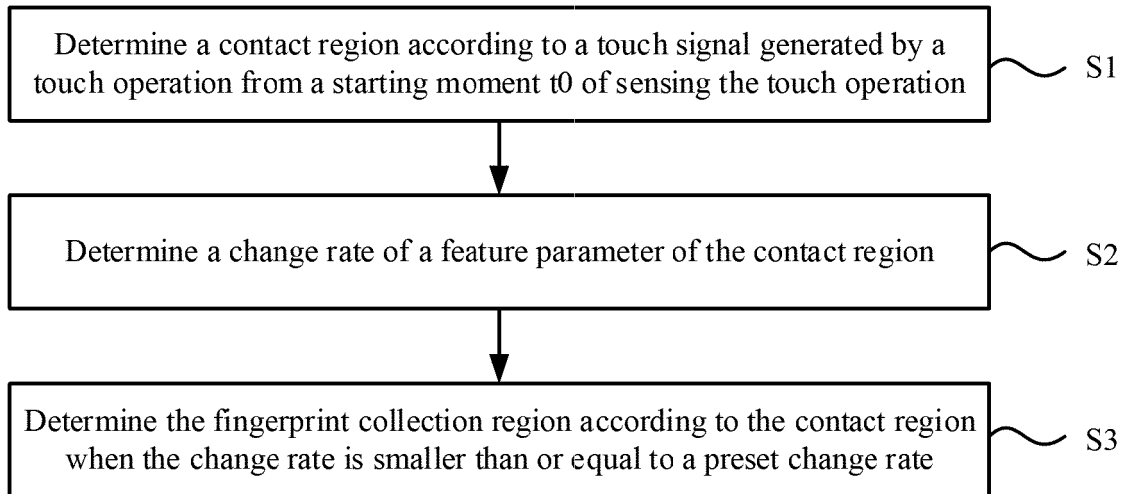 Determine a contact region according to a touch signal generated by a
touch operation from a starting moment t0 of sensing the touch operation
S1
Determine a change rate of a feature parameter of the contact region
S2
Determine the fingerprint collection region according to the contact region
when the change rate is smaller than or equal to a preset change rate
S3